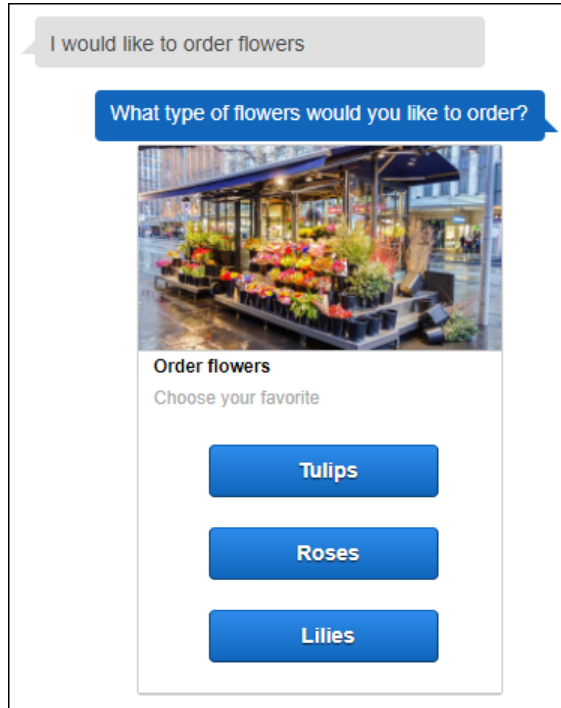 I would like to order flowers
What type of flowers would you like to order?
Order flowers
Choose your favorite
Tulips
Roses
Lilies